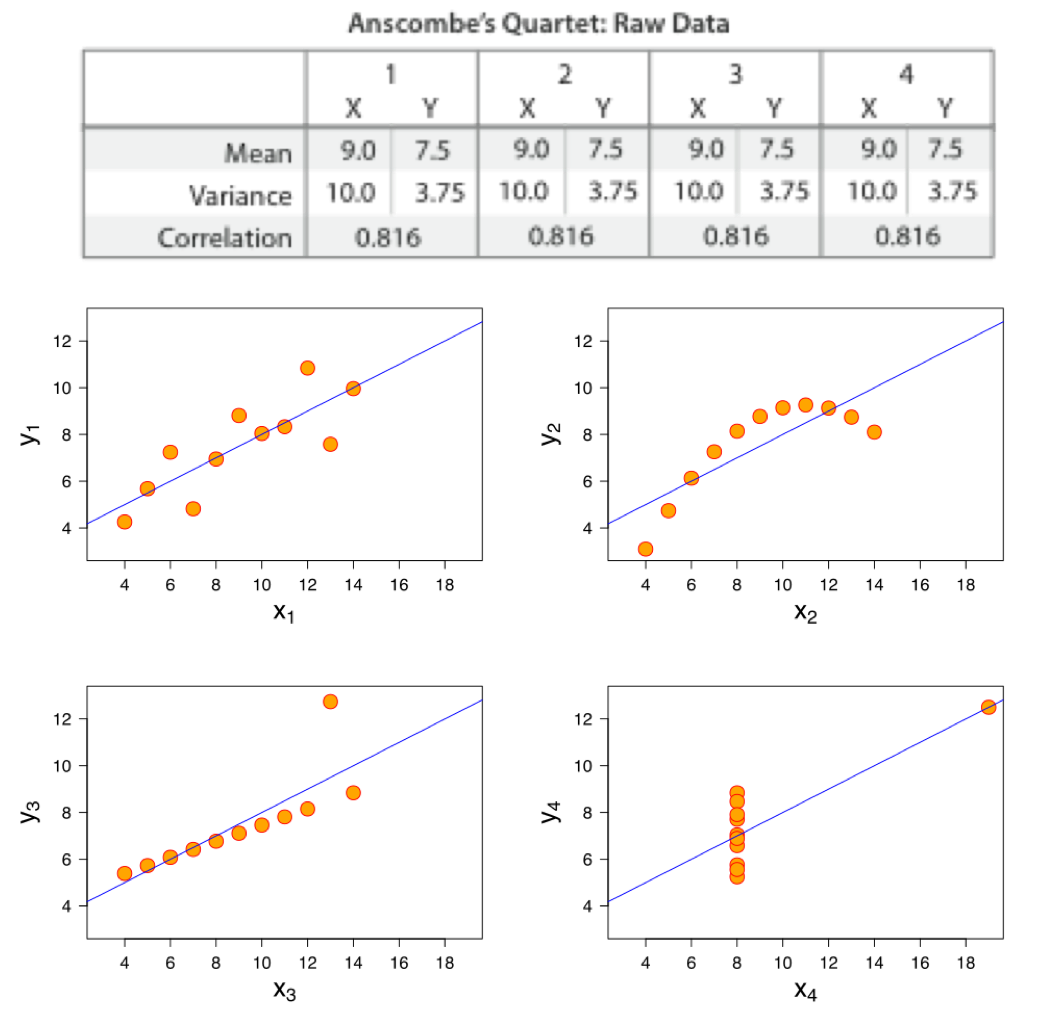 Anscombe's Quartet: Raw Data
1 2 3 4
X Y X Y X Y X Y
Mean 9.0 7.5 9.0 7.5 9.0 7.5 9.0 7.5
Variance 10.0 3.75 10.0 3.75 10.0 3.75 10.0 3.75
Correlation 0.816 0.816 0.816 0.816
y1
12
10
8
6
4
4 6 8 10 12 14 16 18
x1
y2
12
10
8
6
4
4 6 8 10 12 14 16 18
x2
y3
12
10
8
6
4
4 6 8 10 12 14 16 18
x3
y4
12
10
8
6
4
4 6 8 10 12 14 16 18
x4